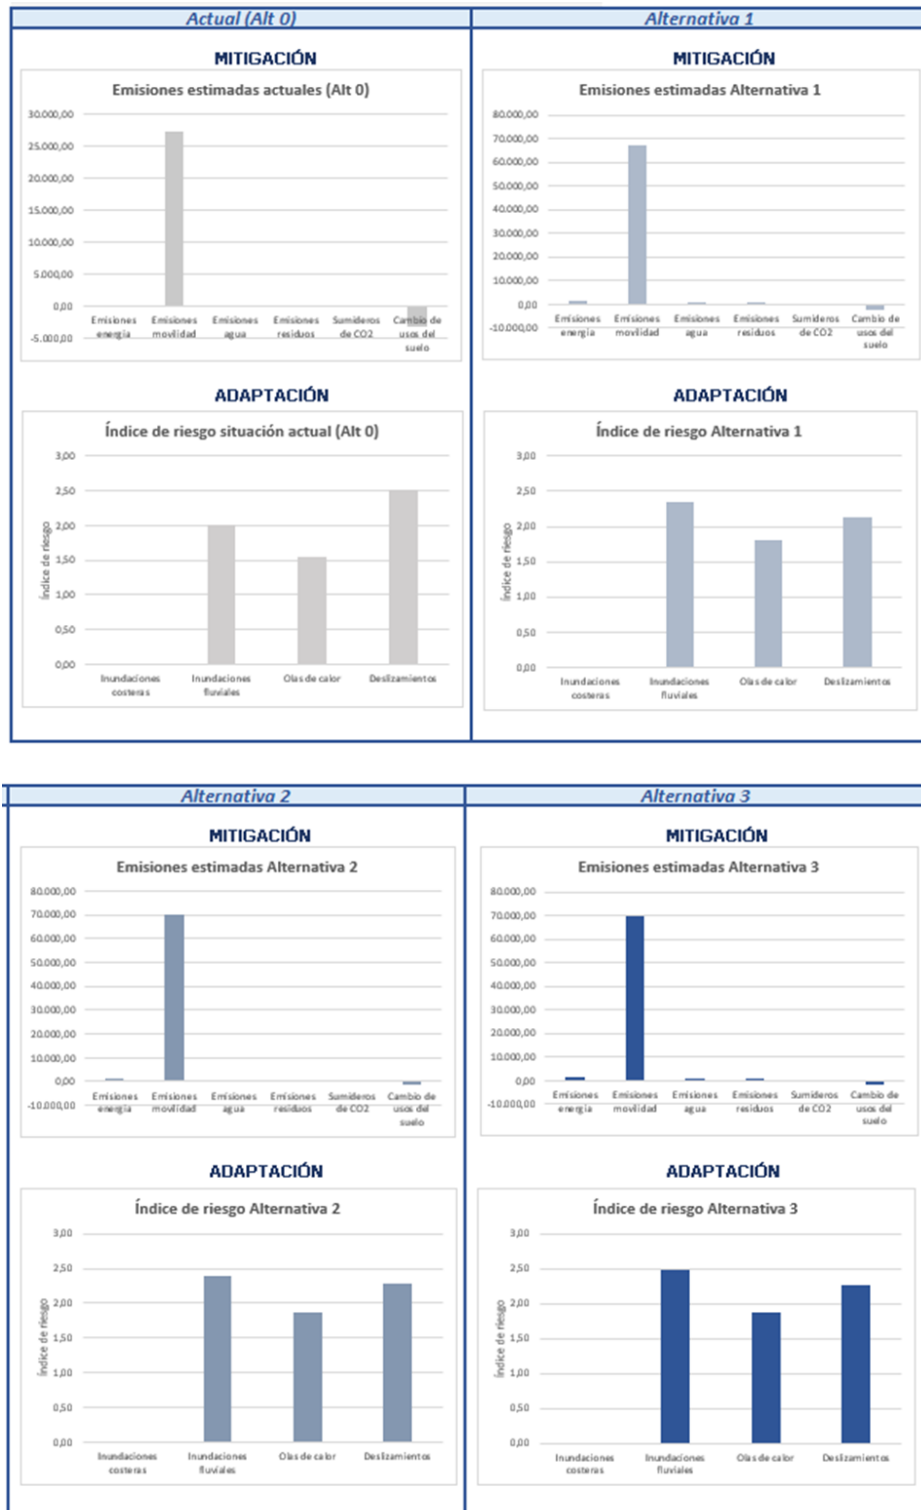 Actual (Alt 0)
MITIGACIÓN
Emisiones estimadas actuales (Alt 0)
30.000,00
25.000,00
20.000,00
15.000,00
10.000,00
5.000,00
0,00
-5.000,00
Emisiones energía
Emisiones movilidad
Emisiones agua
Emisiones residuos
Sumideros de CO2
Cambio de usos del suelo
ADAPTACIÓN
Índice de riesgo situación actual (Alt 0)
Índice de riesgo
3,00
2,50
2,00
1,50
1,00
0,50
0,00
Inundaciones costeras
Inundaciones fluviales
Olas de calor
Deslizamientos
Alternativa 1
MITIGACIÓN
Emisiones estimadas Alternativa 1
80.000,00
70.000,00
60.000,00
50.000,00
40.000,00
30.000,00
20.000,00
10.000,00
0,00
-10.000,00
Emisiones energía
Emisiones movilidad
Emisiones agua
Emisiones residuos
Sumideros de CO2
Cambio de usos del suelo
ADAPTACIÓN
Índice de riesgo Alternativa 1
Índice de riesgo
3,00
2,50
2,00
1,50
1,00
0,50
0,00
Inundaciones costeras
Inundaciones fluviales
Olas de calor
Deslizamientos
Alternativa 2
MITIGACIÓN
Emisiones estimadas Alternativa 2
80.000,00
70.000,00
60.000,00
50.000,00
40.000,00
30.000,00
20.000,00
10.000,00
0,00
-10.000,00
Emisiones energía
Emisiones movilidad
Emisiones agua
Emisiones residuos
Sumideros de CO2
Cambio de usos del suelo
ADAPTACIÓN
Índice de riesgo Alternativa 2
Índice de riesgo
3,00
2,50
2,00
1,50
1,00
0,50
0,00
Inundaciones costeras
Inundaciones fluviales
Olas de calor
Deslizamientos
Alternativa 3
MITIGACIÓN
Emisiones estimadas Alternativa 3
80.000,00
70.000,00
60.000,00
50.000,00
40.000,00
30.000,00
20.000,00
10.000,00
0,00
-10.000,00
Emisiones energía
Emisiones movilidad
Emisiones agua
Emisiones residuos
Sumideros de CO2
Cambio de usos del suelo
ADAPTACIÓN
Índice de riesgo Alternativa 3
Índice de riesgo
3,00
2,50
2,00
1,50
1,00
0,50
0,00
Inundaciones costeras
Inundaciones fluviales
Olas de calor
Deslizamientos